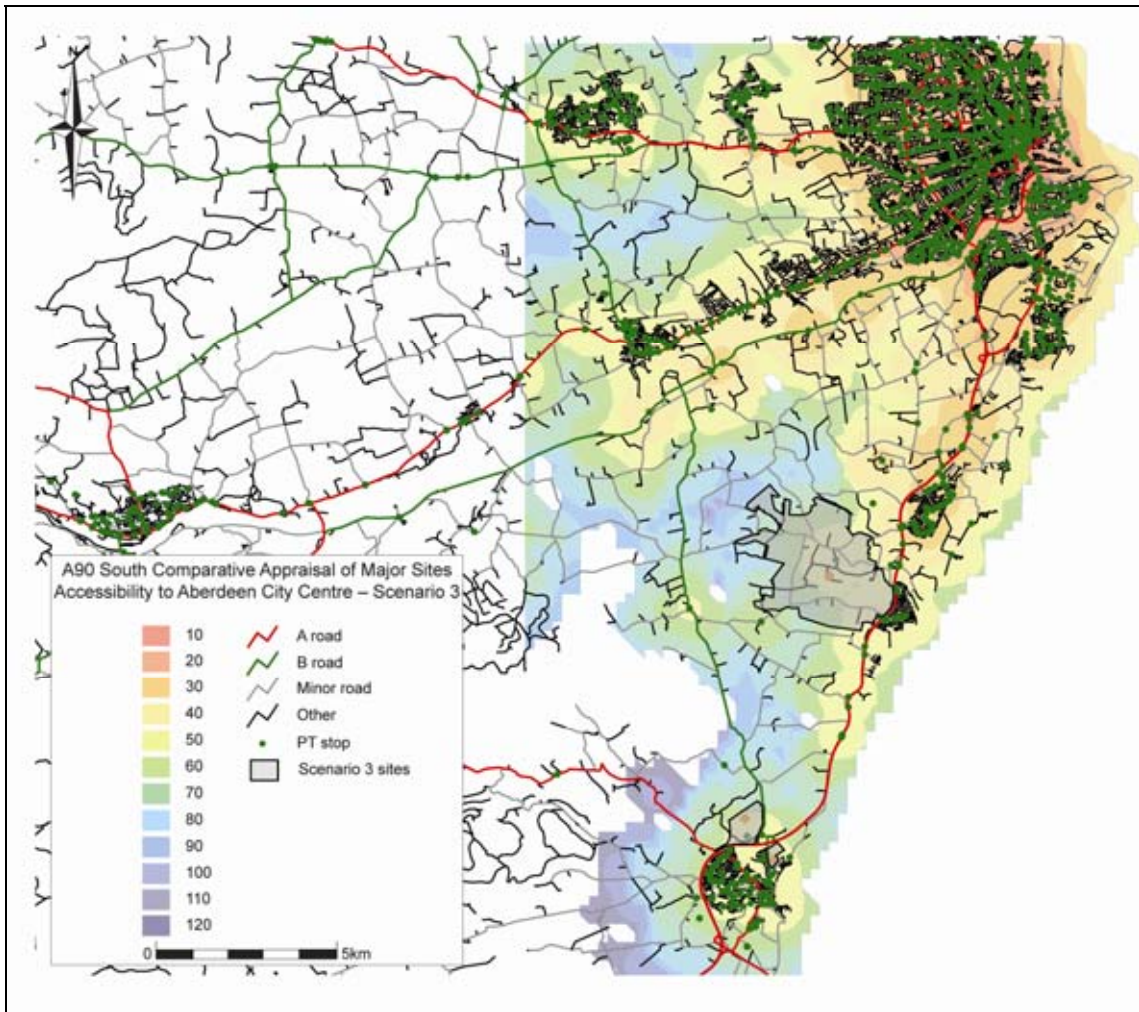 N
A90 South Comparative Appraisal of Major Sites
Accessibility to Aberdeen City Centre – Scenario 3
10 A road
20 B road
30 Minor road
40 Other
50 PT stop
60 Scenario 3 sites
70
80
90
100
110
120
0 5km